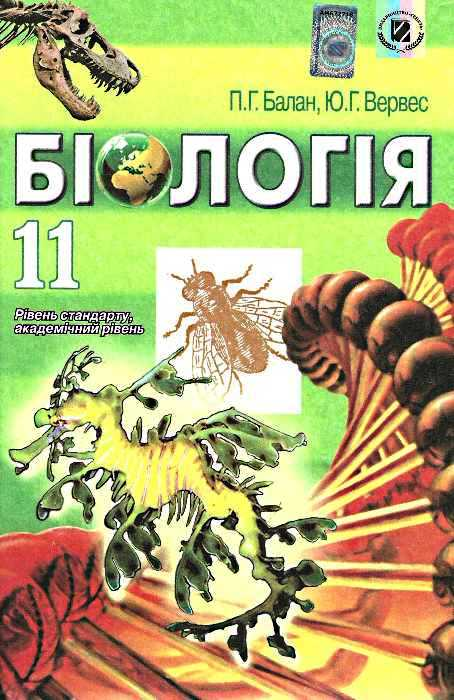 П.Г. Балан, Ю.Г. Вервес
БІОЛОГІЯ
11
Рівень стандарту,
академічний рівень